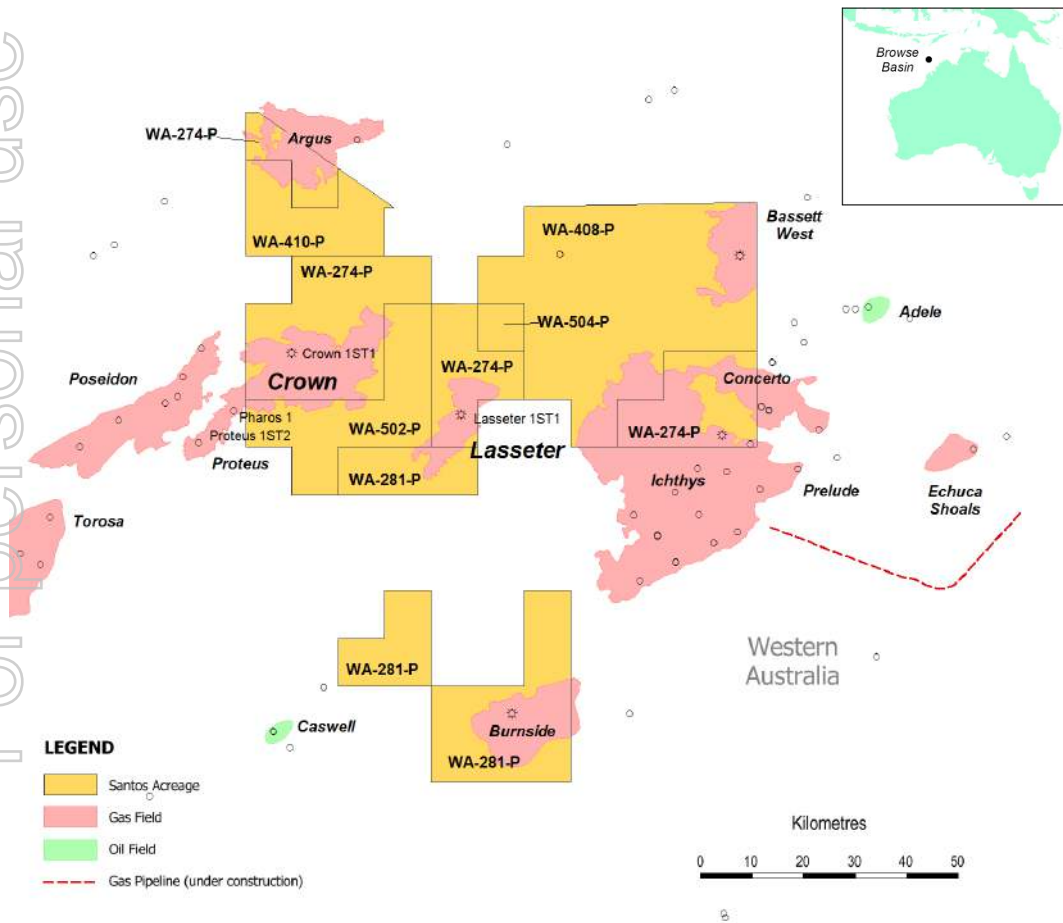 For personal use
Browse
Basin
WA-274-P
Argus
WA-410-P
WA-408-P
Bassett
West
WA-274-P
Adele
WA-504-P
Crown 1ST1
WA-274-P
Poseidon
Crown
Concerto
Pharos 1
Lasseter 1ST1
WA-502-P
WA-274-P
Proteus 1ST2
Proteus
Lasseter
WA-281-P
Ichthys
Prelude
Echuca
Shoals
Torosa
Western
Australia
WA-281-P
Caswell
Burnside
WA-281-P
LEGEND
Santos Acreage
Gas Field
Oil Field
Gas Pipeline (under construction)
Kilometres
0 10 20 30 40 50